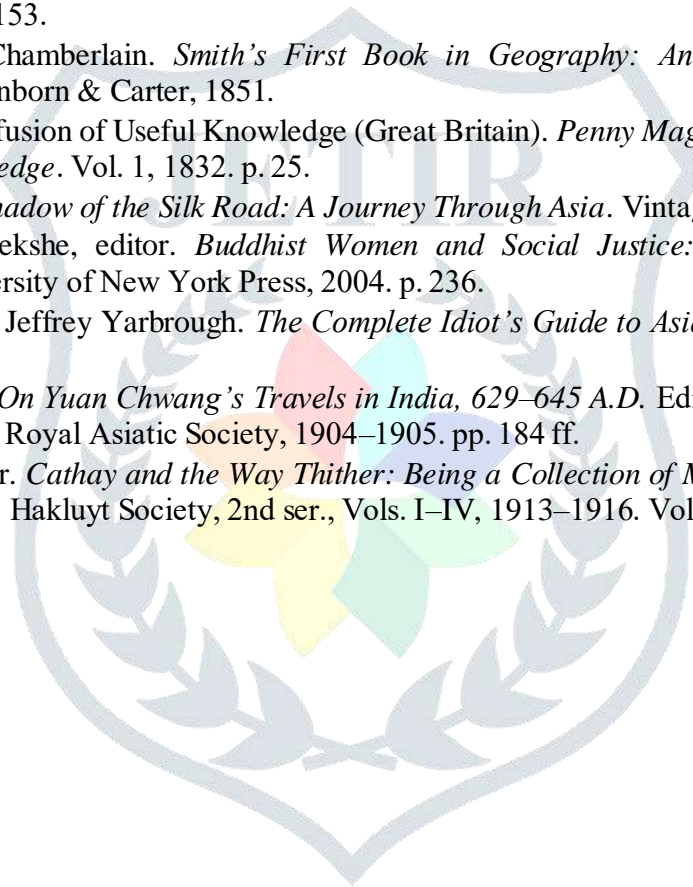 153.
Chamberlain. Smith's First Book in Geography: An
nborn & Carter, 1851.
fusion of Useful Knowledge (Great Britain). Penny Mag
edge. Vol. 1, 1832. p. 25.
hadow of the Silk Road: A Journey Through Asia. Vintag
ekshe, editor. Buddhist Women and Social Justice:
ersity of New York Press, 2004. p. 236.
Jeffrey Yarbrough. The Complete Idiot's Guide to Asia
On Yuan Chwang's Travels in India, 629–645 A.D. Edi
Royal Asiatic Society, 1904–1905. pp. 184 ff.
r. Cathay and the Way Thither: Being a Collection of M
Hakluyt Society, 2nd ser., Vols. I–IV, 1913–1916. Vol
JETIR